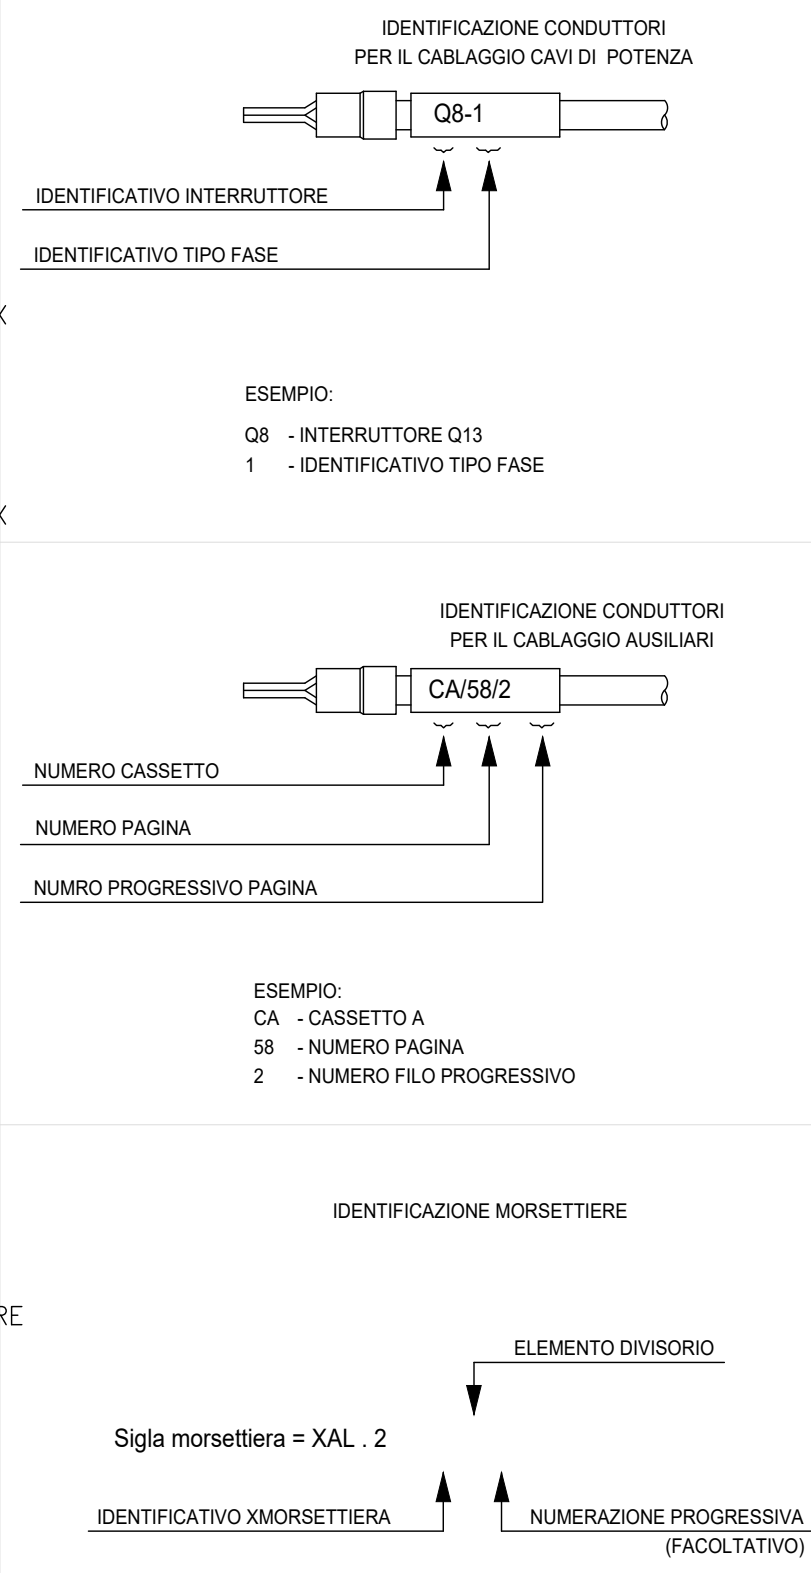 IDENTIFICAZIONE CONDUTTORI
PER IL CABLAGGIO CAVI DI POTENZA
Q8-1
IDENTIFICATIVO INTERRUTTORE
IDENTIFICATIVO TIPO FASE
X
ESEMPIO:
Q8 - INTERRUTTORE Q13
1 - IDENTIFICATIVO TIPO FASE
X
IDENTIFICAZIONE CONDUTTORI
PER IL CABLAGGIO AUSILIARI
CA/58/2
NUMERO CASSETTO
NUMERO PAGINA
NUMRO PROGRESSIVO PAGINA
ESEMPIO:
CA - CASSETTO A
58 - NUMERO PAGINA
2 - NUMERO FILO PROGRESSIVO
IDENTIFICAZIONE MORSETTIERE
RE
ELEMENTO DIVISORIO
Sigla morsettiera = XAL . 2
IDENTIFICATIVO XMORSETTIERA
NUMERAZIONE PROGRESSIVA
(FACOLTATIVO)